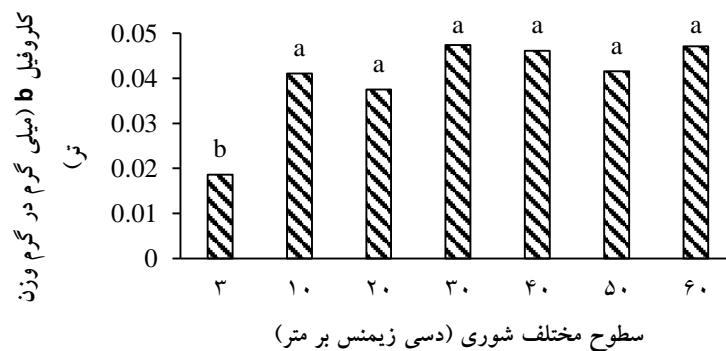 کلروفیل b (میلی گرم در گرم وزن
تر)
0.05
0.04
0.03
0.02
0.01
0
b
a
a
a
a
a
a
۳
۱۰
۲۰
۳۰
۴۰
۵۰
۶۰
سطوح مختلف شوری (دسی زیمنس بر متر)